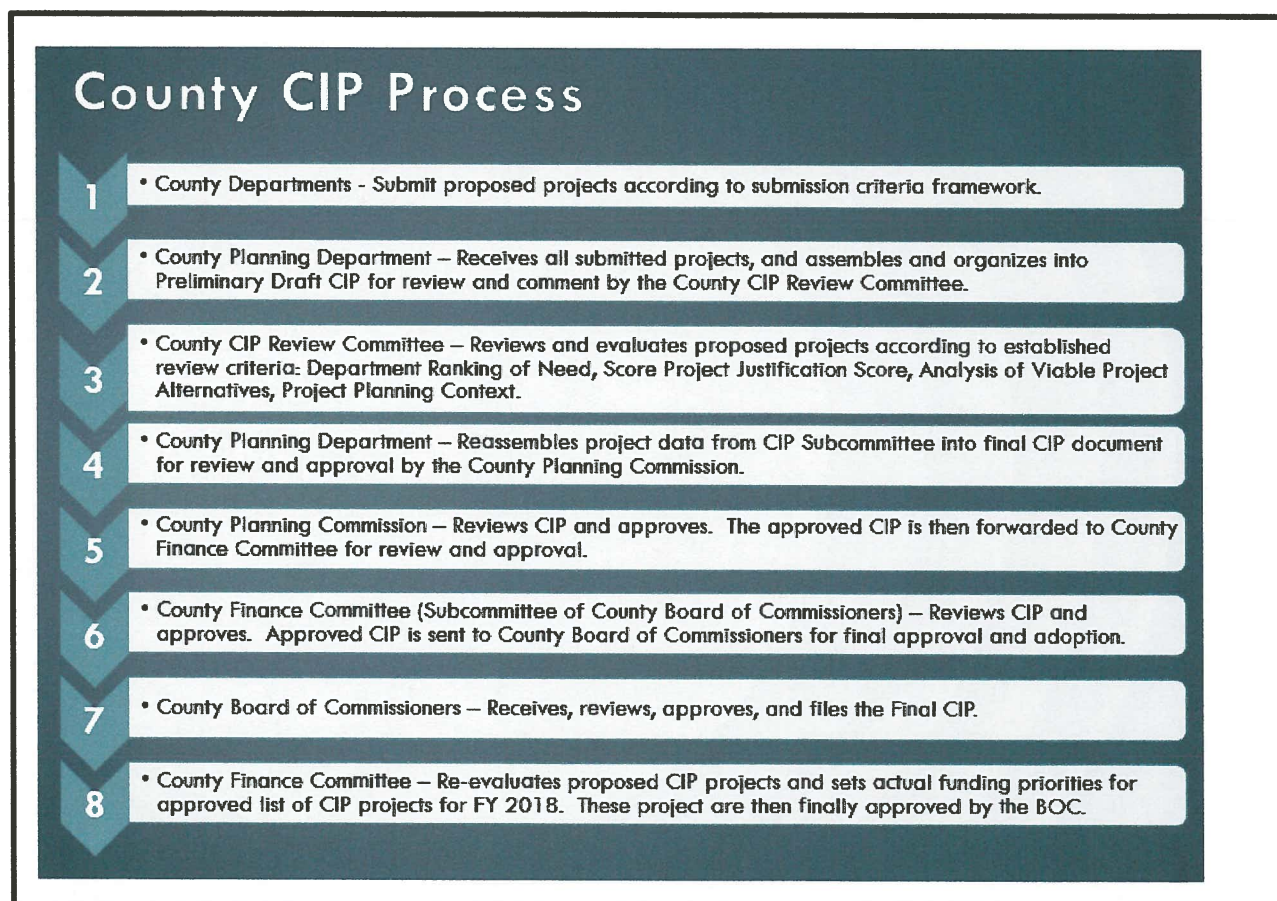 County CIP Process
1
• County Departments - Submit proposed projects according to submission criteria framework.
2
• County Planning Department – Receives all submitted projects, and assembles and organizes into
Preliminary Draft CIP for review and comment by the County CIP Review Committee.
3
• County CIP Review Committee – Reviews and evaluates proposed projects according to established
review criteria: Department Ranking of Need, Score Project Justification Score, Analysis of Viable Project
Alternatives, Project Planning Context.
4
• County Planning Department – Reassembles project data from CIP Subcommittee into final CIP document
for review and approval by the County Planning Commission.
5
• County Planning Commission – Reviews CIP and approves. The approved CIP is then forwarded to County
Finance Committee for review and approval.
6
• County Finance Committee (Subcommittee of County Board of Commissioners) – Reviews CIP and
approves. Approved CIP is sent to County Board of Commissioners for final approval and adoption.
7
• County Board of Commissioners – Receives, reviews, approves, and files the Final CIP.
8
• County Finance Committee – Re-evaluates proposed CIP projects and sets actual funding priorities for
approved list of CIP projects for FY 2018. These project are then finally approved by the BOC.